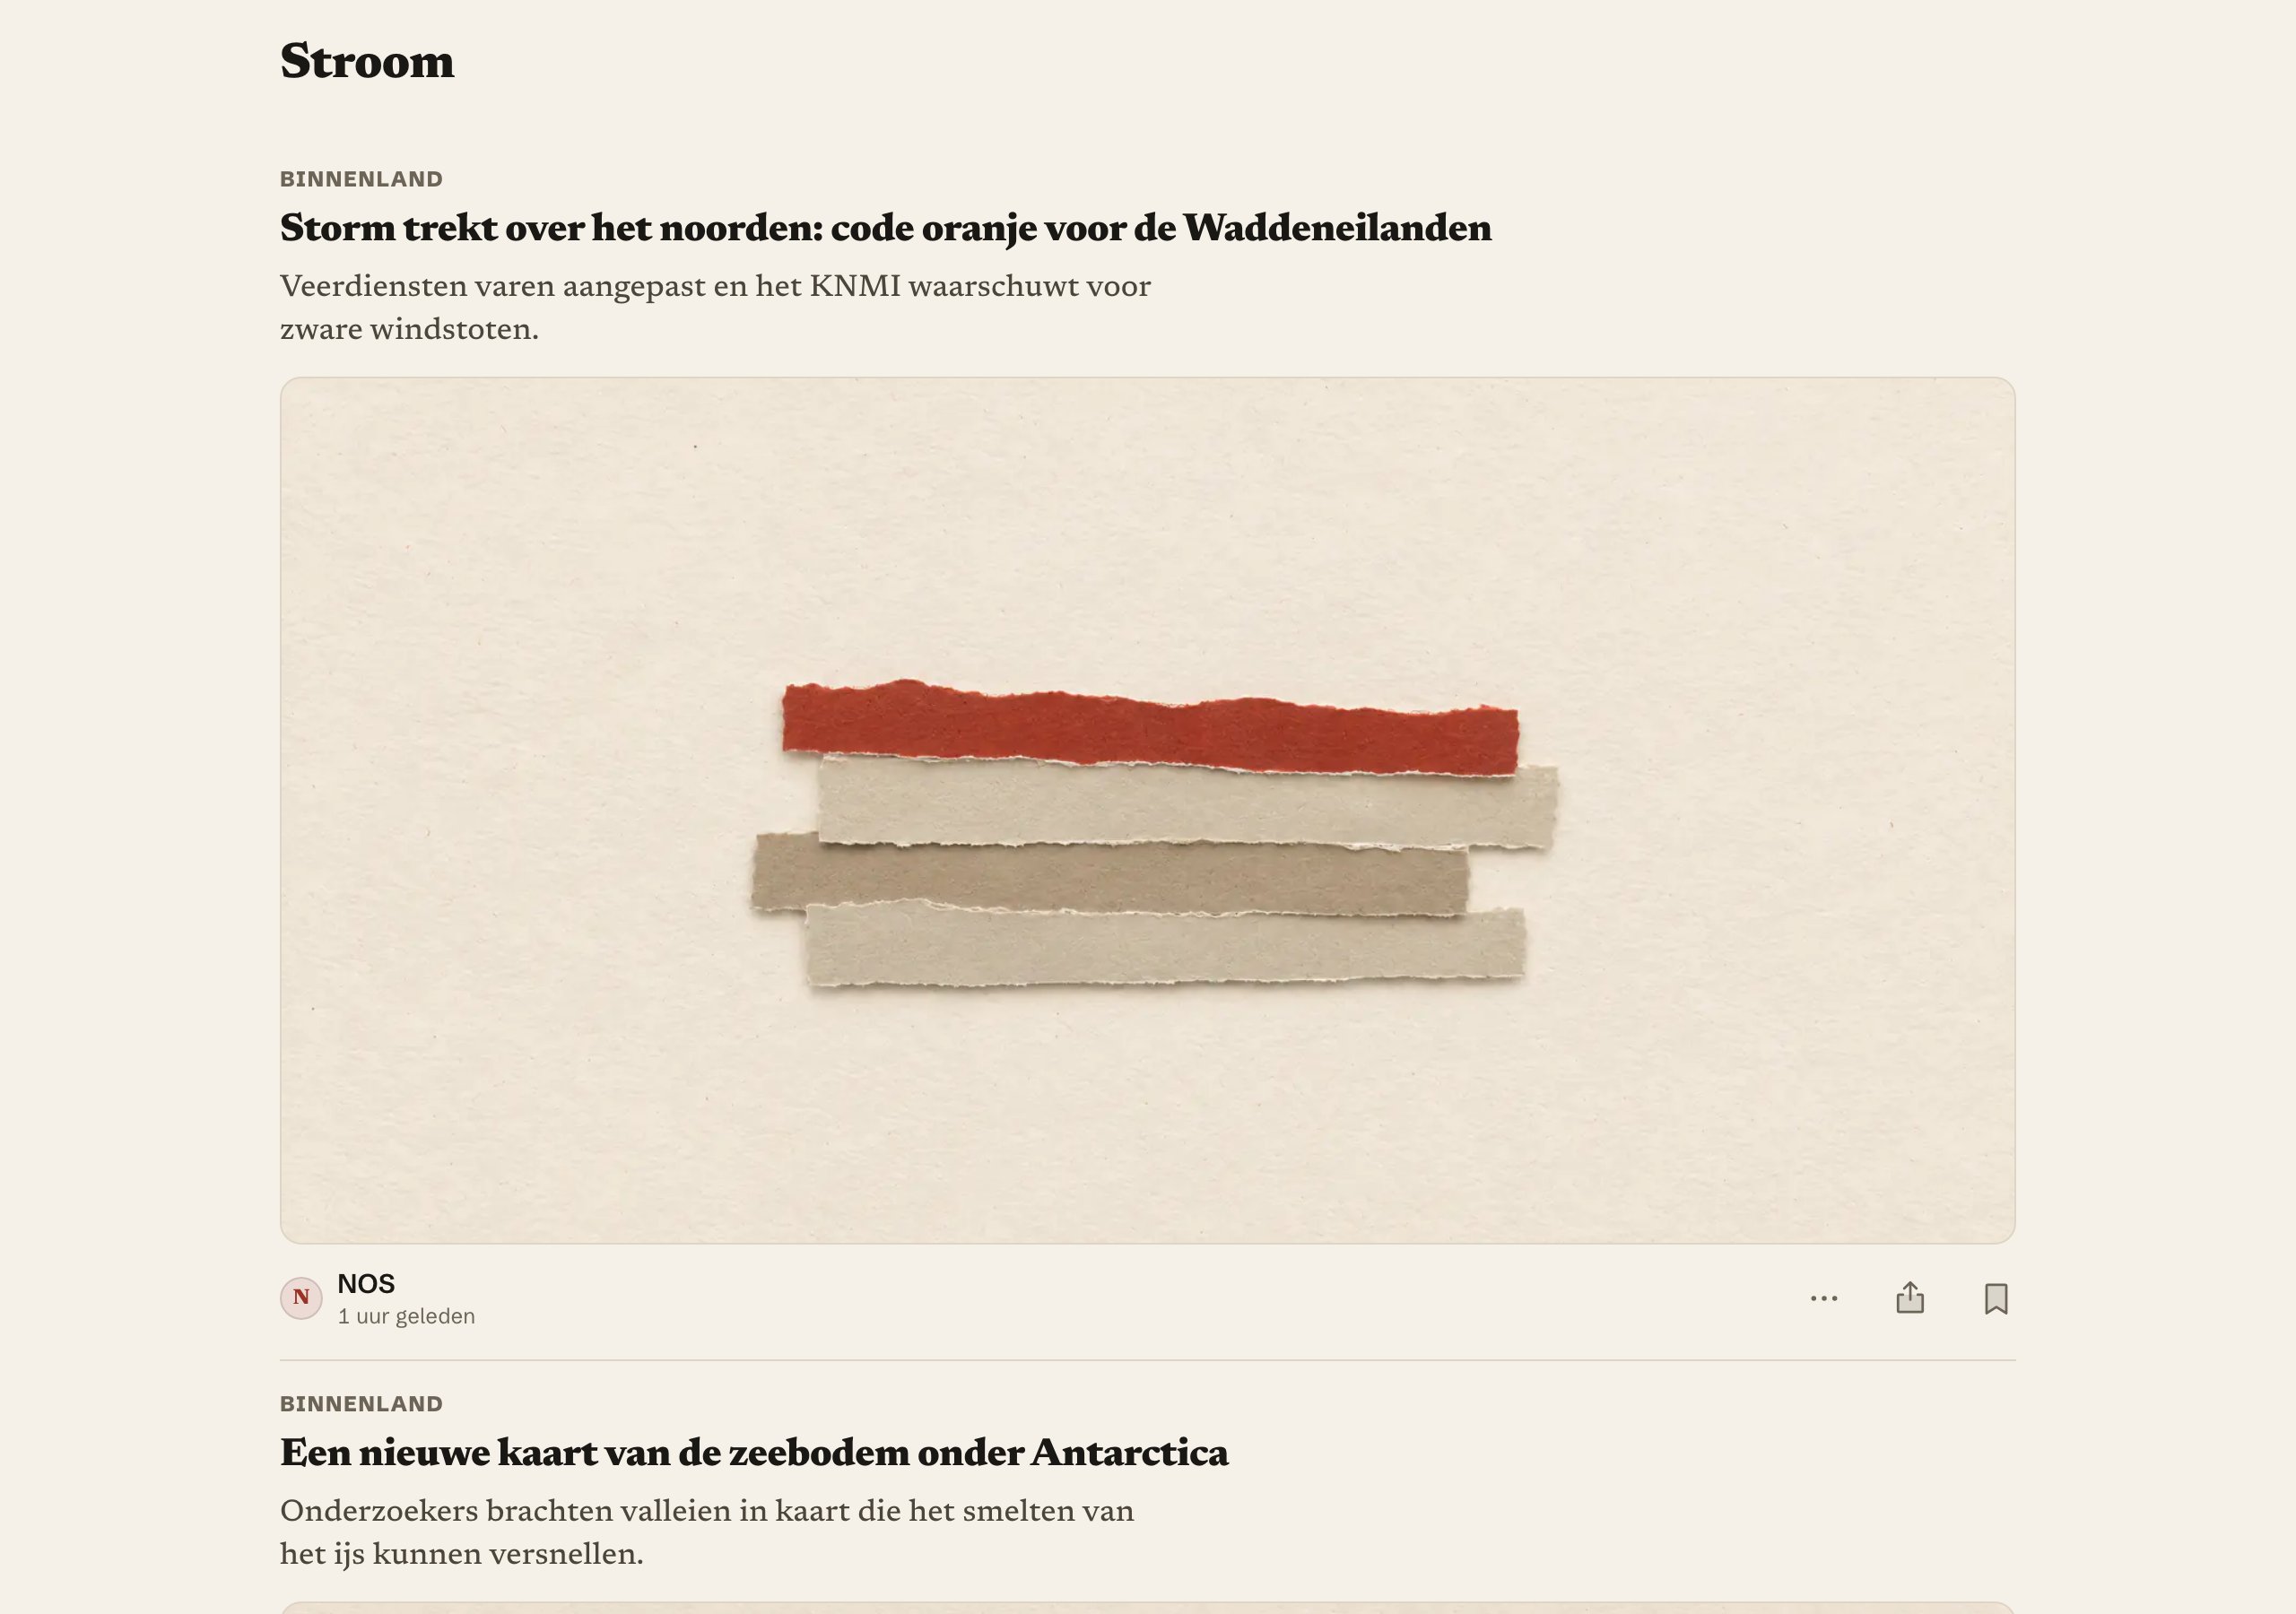 Stroom
BINNENLAND
Storm trekt over het noorden: code oranje voor de Waddeneilanden
Veerdiensten varen aangepast en het KNMI waarschuwt voor
zware windstoten.
N
NOS
1 uur geleden
BINNENLAND
Een nieuwe kaart van de zeebodem onder Antarctica
Onderzoekers brachten valleien in kaart die het smelten van
het ijs kunnen versnellen.